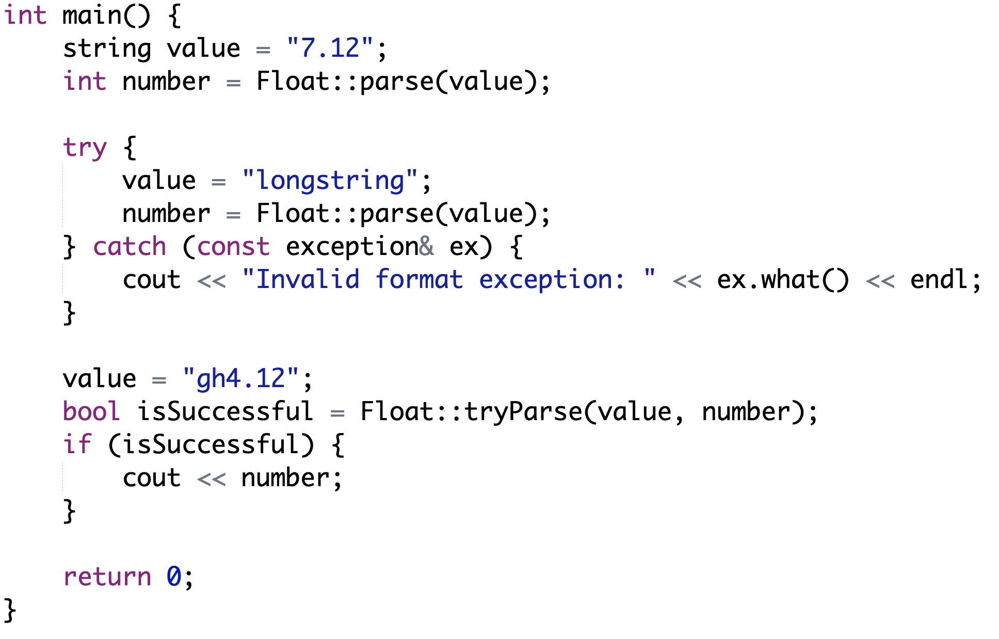 int main() {
    string value = "7.12";
    int number = Float::parse(value);

    try {
        value = "longstring";
        number = Float::parse(value);
    } catch (const exception& ex) {
        cout << "Invalid format exception: " << ex.what() << endl;
    }

    value = "gh4.12";
    bool isSuccessful = Float::tryParse(value, number);
    if (isSuccessful) {
        cout << number;
    }

    return 0;
}